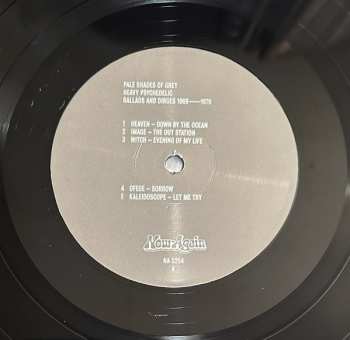 PALE SHADES OF GREY
HEAVY PSYCHEDELIC
BALLADS AND DIRGES 1969—1976
1 HEAVEN – DOWN BY THE OCEAN
2 IMAGE – THE OUT STATION
3 WITCH – EVENING OF MY LIFE
4 OFEGE – SORROW
5 KALEIDOSCOPE – LET ME TRY
Now-Again
NA 5254